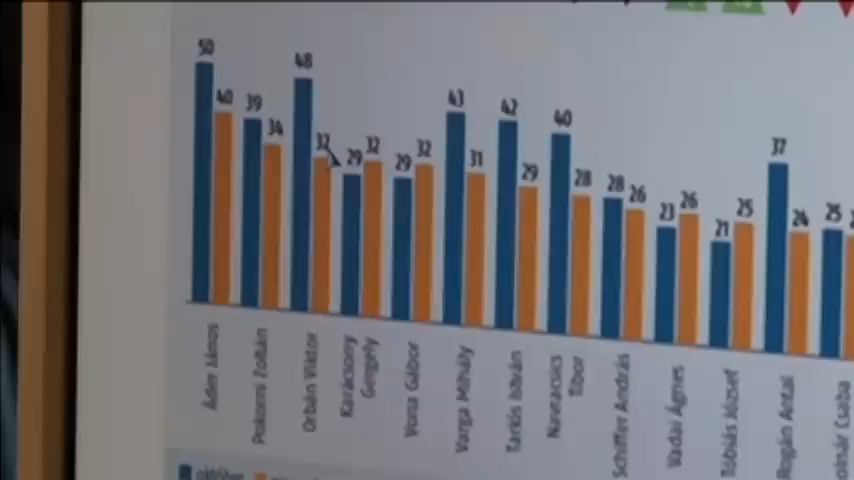 50 40
39 34
48 32
29 32
29 32
43 31
42 29
40 28
28 26
23 26
21 25
37 24
25
Áder János
Pokorni Zoltán
Orbán Viktor
Karácsony
Gergely
Vona Gábor
Varga Mihály
Tarlós István
Navracsics
Tibor
Schiffer András
Vadai Ágnes
Tóbiás József
Rogán Antal
Csaba
október